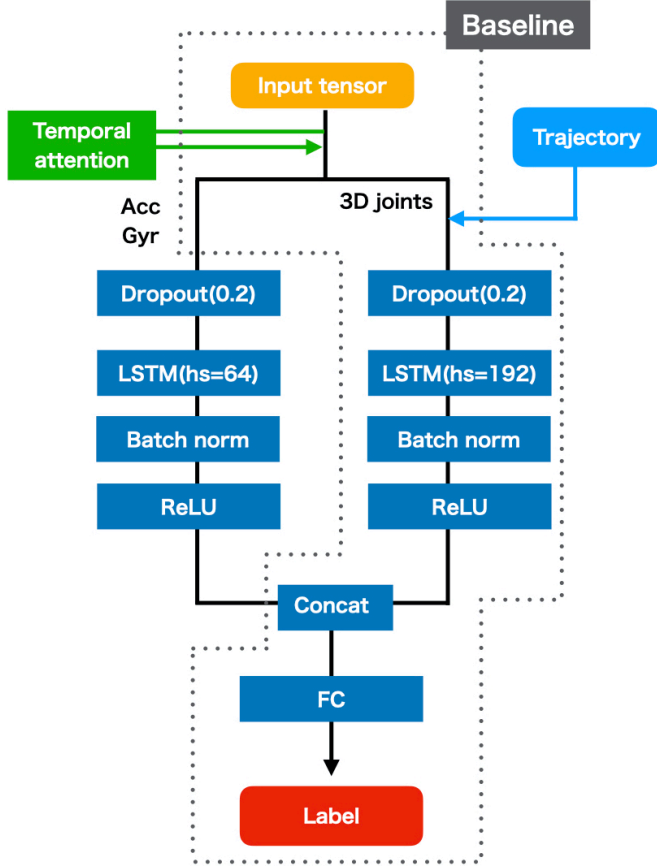 Baseline
Input tensor
Temporal
attention
Trajectory
Acc
Gyr
3D joints
Dropout(0.2)
Dropout(0.2)
LSTM(hs=64)
LSTM(hs=192)
Batch norm
Batch norm
ReLU
ReLU
Concat
FC
Label